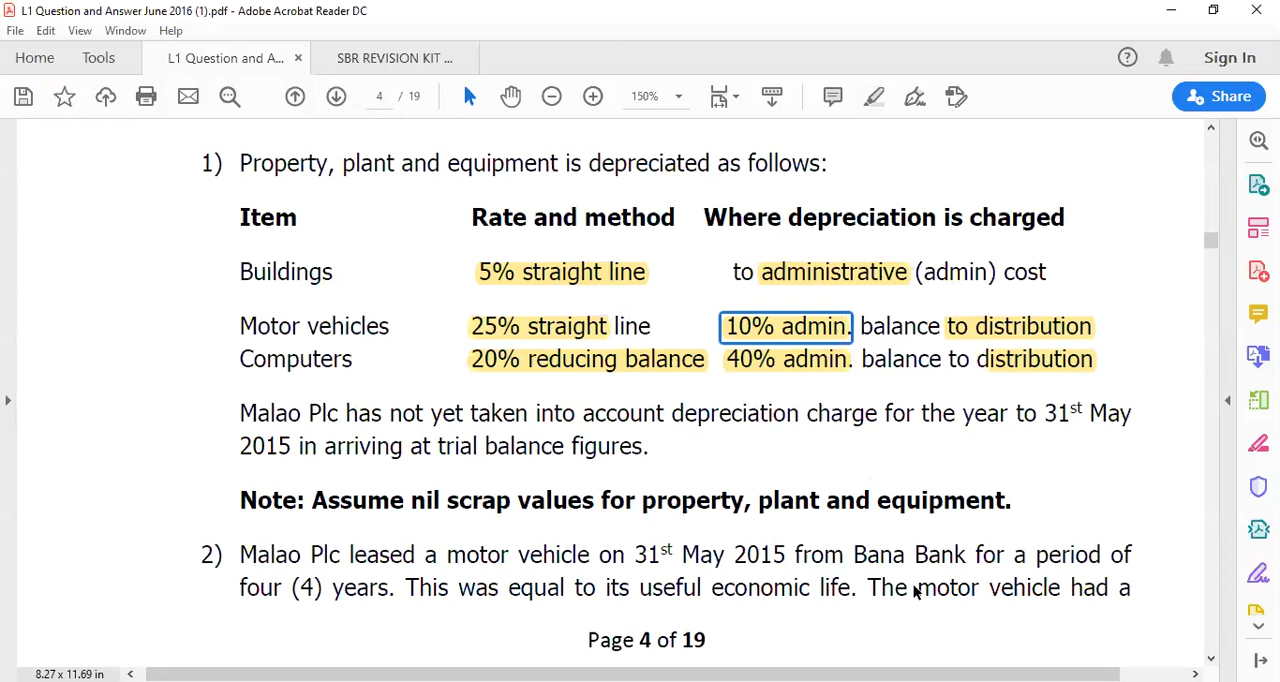 L1 Question and Answer June 2016 (1).pdf - Adobe Acrobat Reader DC
File Edit View Window Help
Home Tools L1 Question and A... × SBR REVISION KIT ... Sign In
4 / 19 150% Share
1) Property, plant and equipment is depreciated as follows:
Item Rate and method Where depreciation is charged
Buildings 5% straight line to administrative (admin) cost
Motor vehicles 25% straight line 10% admin. balance to distribution
Computers 20% reducing balance 40% admin. balance to distribution
Malao Plc has not yet taken into account depreciation charge for the year to 31st May
2015 in arriving at trial balance figures.
Note: Assume nil scrap values for property, plant and equipment.
2) Malao Plc leased a motor vehicle on 31st May 2015 from Bana Bank for a period of
four (4) years. This was equal to its useful economic life. The motor vehicle had a
Page 4 of 19
8.27 x 11.69 in